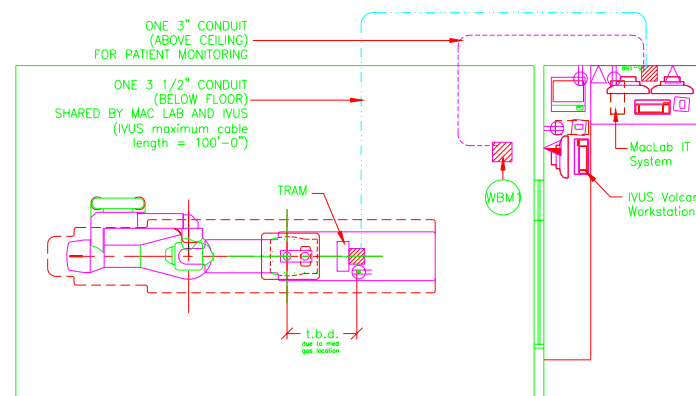 ONE 3" CONDUIT
(ABOVE CEILING)
FOR PATIENT MONITORING
ONE 3 1/2" CONDUIT
(BELOW FLOOR)
SHARED BY MAC LAB AND IVUS
(IVUS maximum cable
length = 100'-0")
MacLab IT
System
TRAM
WBM1
IVUS Volcan
Workstation
t.b.d.
due to med
gas location